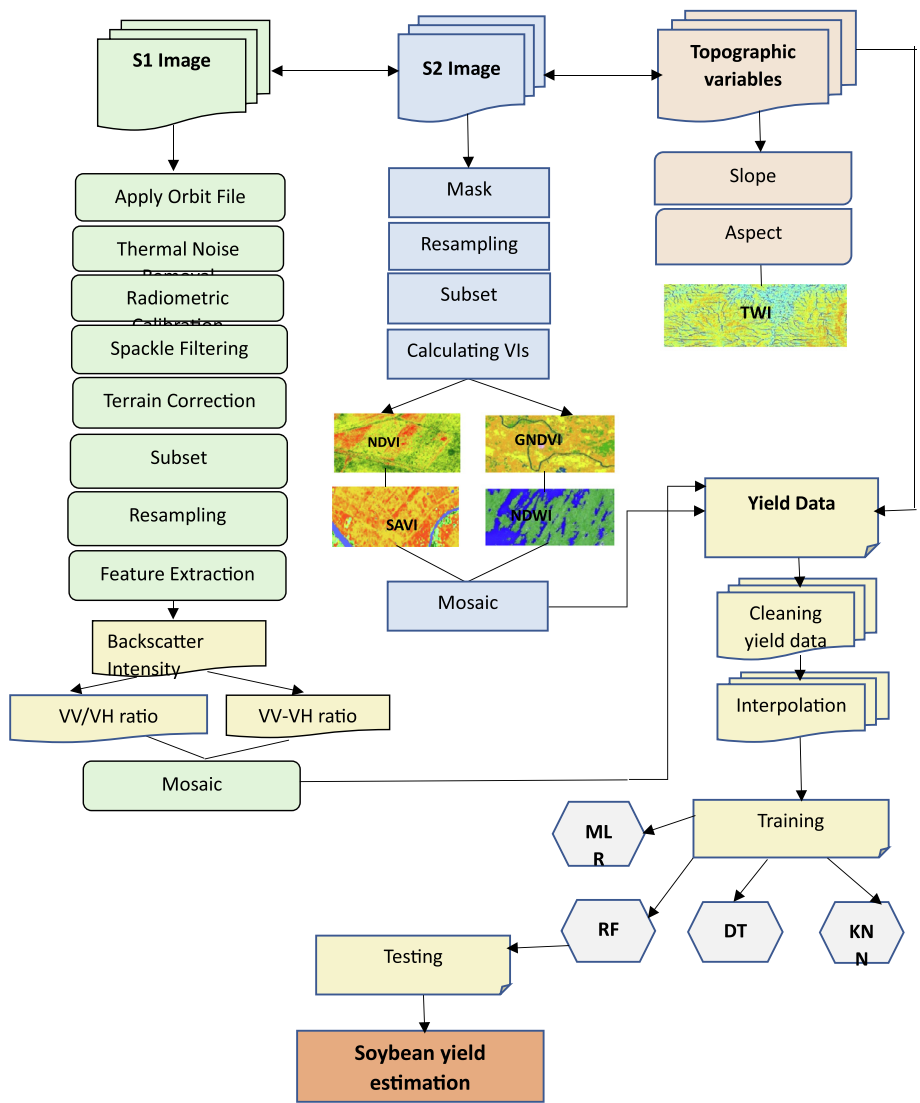 S1 Image
S2 Image
Topographic
variables
Apply Orbit File
Thermal Noise
Removal
Radiometric
Calibration
Spackle Filtering
Terrain Correction
Subset
Resampling
Feature Extraction
Backscatter
Intensity
VV/VH ratio
VV-VH ratio
Mosaic
Mask
Resampling
Subset
Calculating VIs
NDVI
GNDVI
SAVI
NDWI
Mosaic
Slope
Aspect
TWI
Yield Data
Cleaning
yield data
Interpolation
Training
ML
R
RF
DT
KN
N
Testing
Soybean yield
estimation